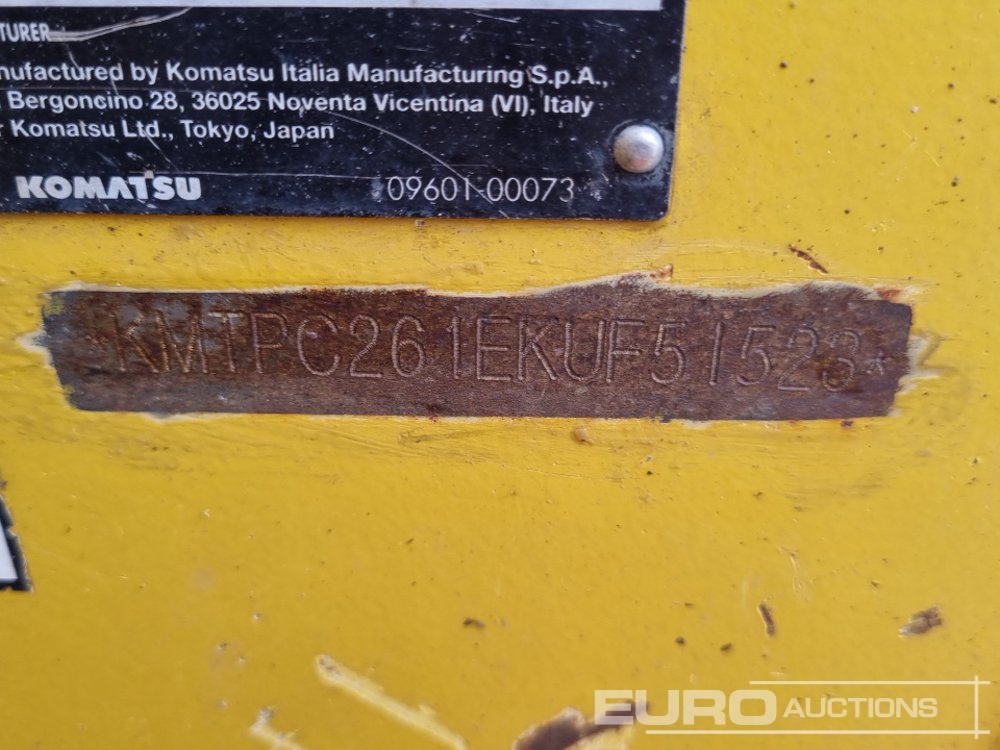 TURER
nufactured by Komatsu Italia Manufacturing S.p.A.,
Bergoncino 28, 36025 Noventa Vicentina (VI), Italy
r Komatsu Ltd., Tokyo, Japan
KOMATSU 09601-00073
*KMTPC261EKUF51523*
EURO AUCTIONS